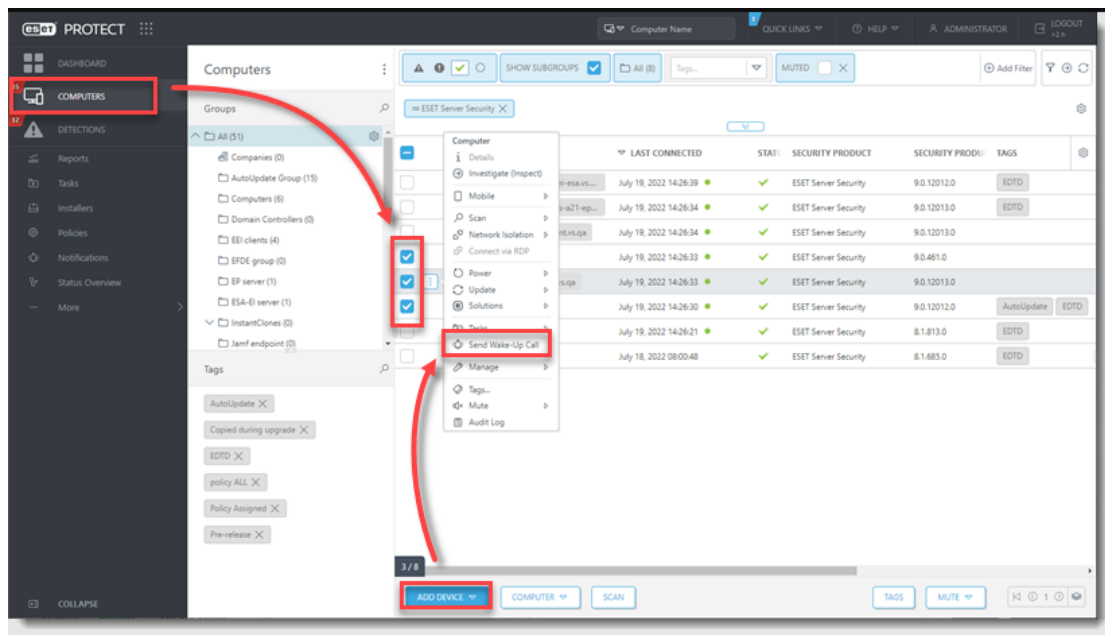 eset PROTECT
Computer Name
QUICK LINKS
HELP
ADMINISTRATOR
LOGOUT
>2 h
DASHBOARD
COMPUTERS
DETECTIONS
Reports
Tasks
Installers
Policies
Notifications
Status Overview
More
COLLAPSE
Computers
Groups
All (51)
Companies (0)
AutoUpdate Group (15)
Computers (6)
Domain Controllers (0)
EEI clients (4)
EFDE group (0)
EP server (1)
ESA-EI server (1)
InstantClones (0)
Jamf endpoint (0)
Tags
AutoUpdate
Copied during upgrade
EDTD
policy ALL
Policy Assigned
Pre-release
SHOW SUBGROUPS
All (8)
Tags...
MUTED
Add Filter
= ESET Server Security
Computer
Details
Investigate (Inspect)
Mobile
Scan
Network Isolation
Connect via RDP
Power
Update
Solutions
Tasks
Send Wake-Up Call
Manage
Tags...
Mute
Audit Log
LAST CONNECTED STAT SECURITY PRODUCT SECURITY PRODU TAGS
July 19, 2022 14:26:39 ESET Server Security 9.0.12012.0 EDTD
July 19, 2022 14:26:34 ESET Server Security 9.0.12013.0 EDTD
July 19, 2022 14:26:34 ESET Server Security 9.0.12013.0
July 19, 2022 14:26:33 ESET Server Security 9.0.461.0
July 19, 2022 14:26:33 ESET Server Security 9.0.12013.0
July 19, 2022 14:26:30 ESET Server Security 9.0.12012.0 AutoUpdate EDTD
July 19, 2022 14:26:21 ESET Server Security 8.1.813.0 EDTD
July 18, 2022 08:00:48 ESET Server Security 8.1.685.0 EDTD
3 / 8
ADD DEVICE
COMPUTER
SCAN
TAGS
MUTE
1